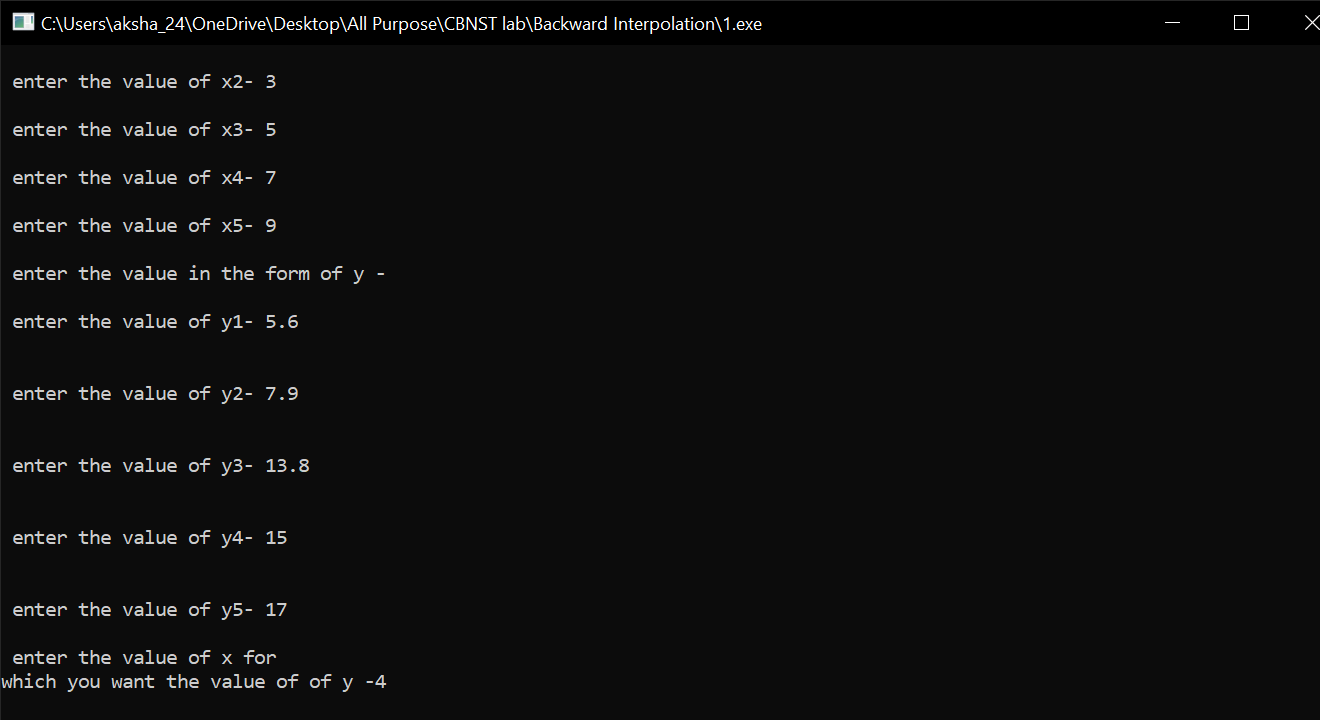 C:\Users\aksha_24\OneDrive\Desktop\All Purpose\CBNST lab\Backward Interpolation\1.exe
enter the value of x2- 3
enter the value of x3- 5
enter the value of x4- 7
enter the value of x5- 9
enter the value in the form of y -
enter the value of y1- 5.6
enter the value of y2- 7.9
enter the value of y3- 13.8
enter the value of y4- 15
enter the value of y5- 17
enter the value of x for
which you want the value of of y -4